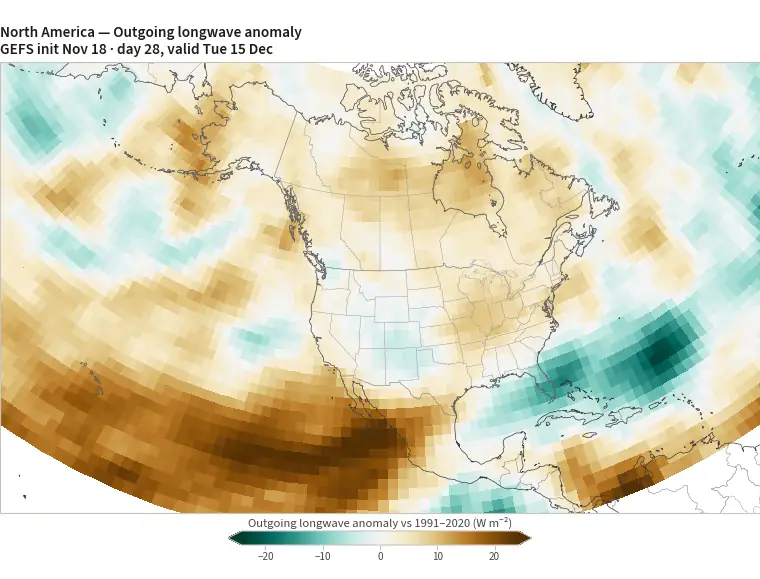 North America — Outgoing longwave anomaly
GEFS init Nov 18 · day 28, valid Tue 15 Dec
Outgoing longwave anomaly vs 1991–2020 (W m⁻²)
−20 −10 0 10 20